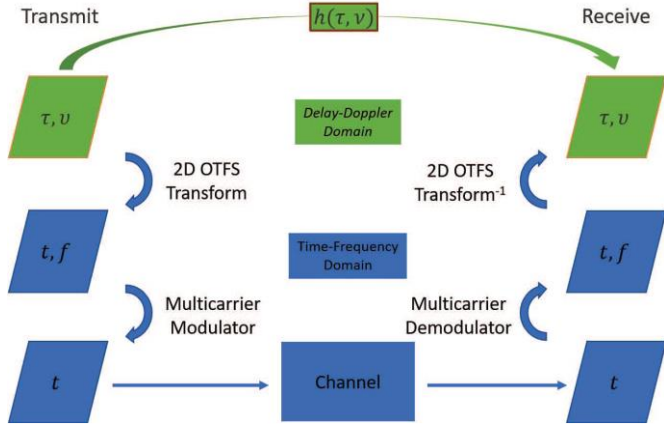 Transmit
h(τ, ν)
Receive
τ, υ
Delay-Doppler
Domain
τ, υ
2D OTFS
Transform
2D OTFS
Transform-1
t, f
Time-Frequency
Domain
t, f
Multicarrier
Modulator
Multicarrier
Demodulator
t
Channel
t